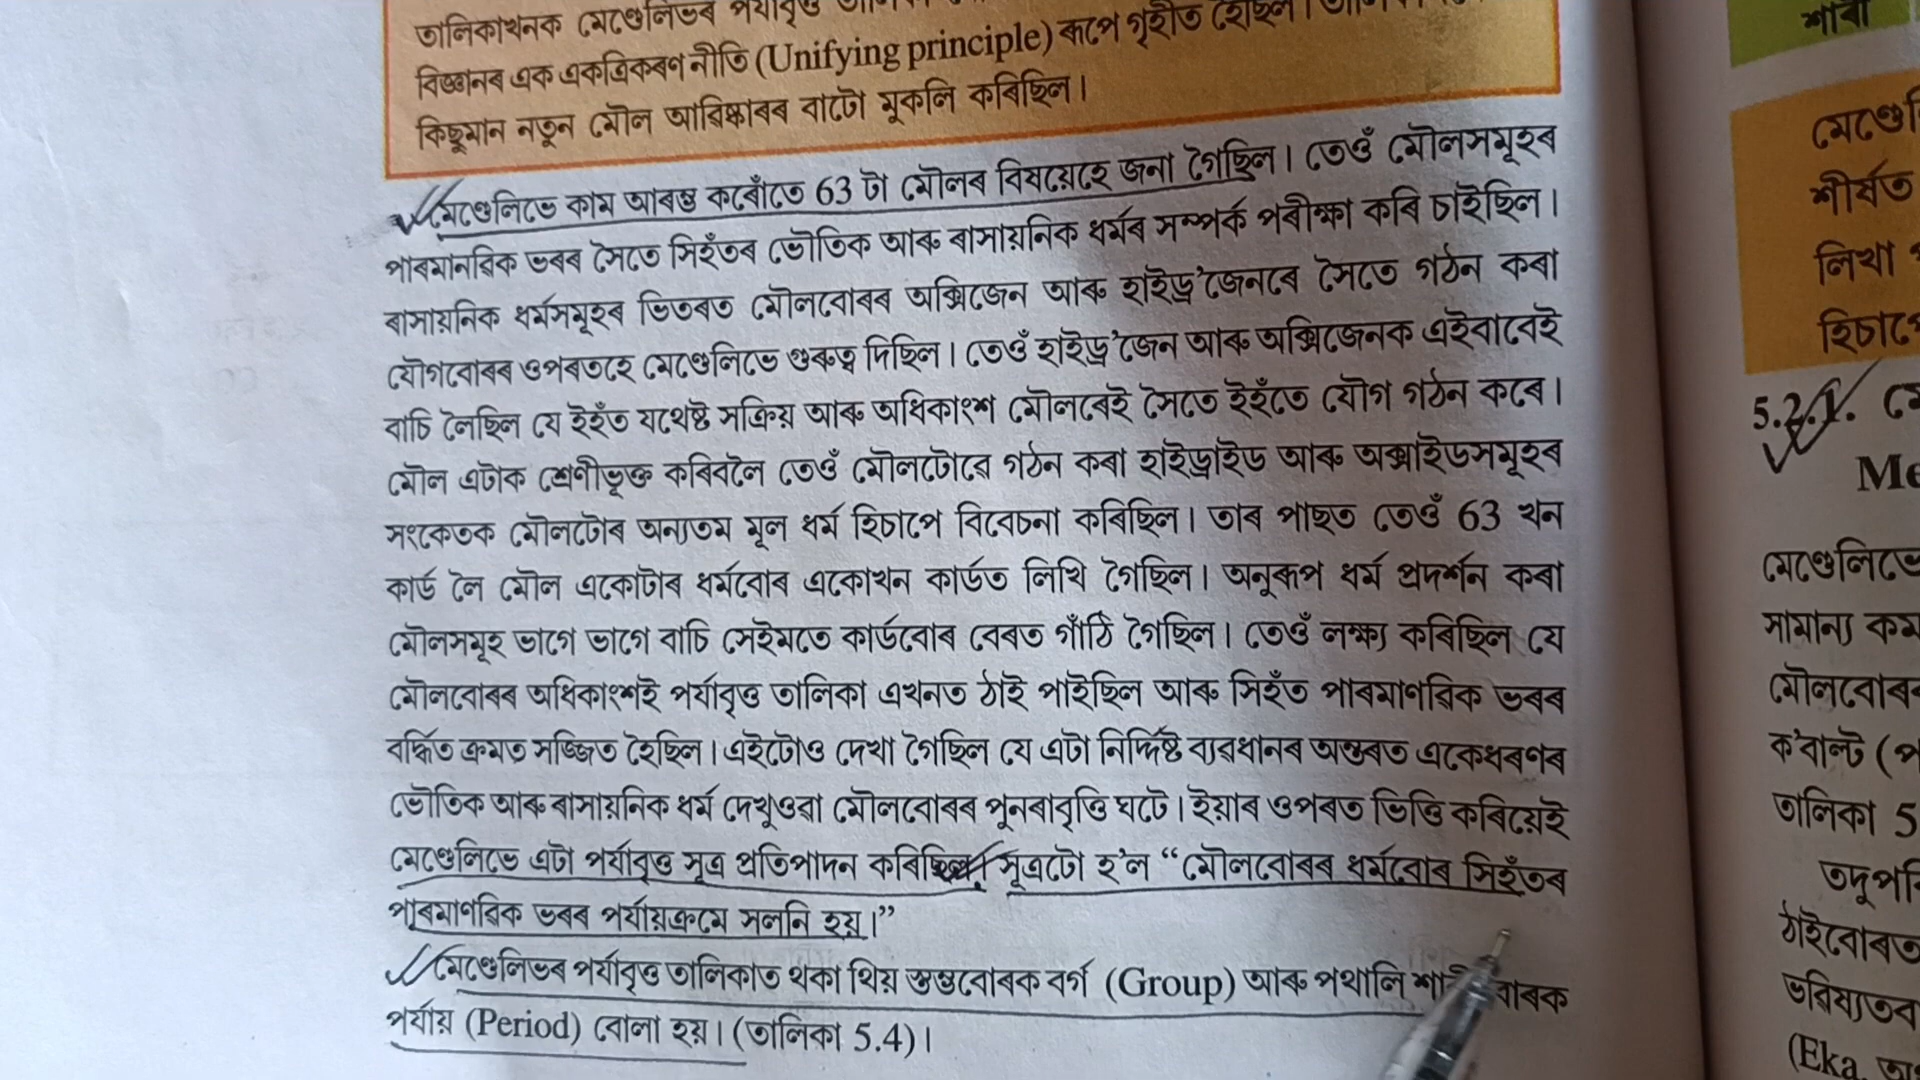 তালিকাখনক মেণ্ডেলিভৰ পৰ্যাবৃত্ত
বিজ্ঞানৰ এক একত্ৰিকৰণ নীতি (Unifying principle) ৰূপে গৃহীত হৈছিল।
কিছুমান নতুন মৌল আৱিষ্কাৰৰ বাটো মুকলি কৰিছিল।
মেণ্ডেলিভে কাম আৰম্ভ কৰোঁতে 63 টা মৌলৰ বিষয়েহে জনা গৈছিল। তেওঁ মৌলসমূহৰ
পাৰমানৱিক ভৰৰ সৈতে সিহঁতৰ ভৌতিক আৰু ৰাসায়নিক ধৰ্মৰ সম্পৰ্ক পৰীক্ষা কৰি চাইছিল।
ৰাসায়নিক ধৰ্মসমূহৰ ভিতৰত মৌলবোৰৰ অক্সিজেন আৰু হাইড্ৰ'জেনৰে সৈতে গঠন কৰা
যৌগবোৰৰ ওপৰতহে মেণ্ডেলিভে গুৰুত্ব দিছিল। তেওঁ হাইড্ৰ'জেন আৰু অক্সিজেনক এইবাবেই
বাচি লৈছিল যে ইহঁত যথেষ্ট সক্ৰিয় আৰু অধিকাংশ মৌলৰেই সৈতে ইহঁতে যৌগ গঠন কৰে।
মৌল এটাক শ্ৰেণীভূক্ত কৰিবলৈ তেওঁ মৌলটোৱে গঠন কৰা হাইড্ৰাইড আৰু অক্সাইডসমূহৰ
সংকেতক মৌলটোৰ অন্যতম মূল ধৰ্ম হিচাপে বিবেচনা কৰিছিল। তাৰ পাছত তেওঁ 63 খন
কাৰ্ড লৈ মৌল একোটাৰ ধৰ্মবোৰ একোখন কাৰ্ডত লিখি গৈছিল। অনুৰূপ ধৰ্ম প্ৰদৰ্শন কৰা
মৌলসমূহ ভাগে ভাগে বাচি সেইমতে কাৰ্ডবোৰ বেৰত গাঁঠি গৈছিল। তেওঁ লক্ষ্য কৰিছিল যে
মৌলবোৰৰ অধিকাংশই পৰ্যাবৃত্ত তালিকা এখনত ঠাই পাইছিল আৰু সিহঁত পাৰমাণৱিক ভৰৰ
বৰ্দ্ধিত ক্ৰমত সজ্জিত হৈছিল। এইটোও দেখা গৈছিল যে এটা নিৰ্দ্দিষ্ট ব্যৱধানৰ অন্তৰত একেধৰণৰ
ভৌতিক আৰু ৰাসায়নিক ধৰ্ম দেখুওৱা মৌলবোৰৰ পুনৰাবৃত্তি ঘটে। ইয়াৰ ওপৰত ভিত্তি কৰিয়েই
মেণ্ডেলিভে এটা পৰ্যাবৃত্ত সূত্ৰ প্ৰতিপাদন কৰিছিল। সূত্ৰটো হ'ল “মৌলবোৰৰ ধৰ্মবোৰ সিহঁতৰ
পাৰমাণৱিক ভৰৰ পৰ্যায়ক্ৰমে সলনি হয়।”
মেণ্ডেলিভৰ পৰ্যাবৃত্ত তালিকাত থকা থিয় স্তম্ভবোৰক বৰ্গ (Group) আৰু পথালি
পৰ্যায় (Period) বোলা হয়। (তালিকা 5.4)।
শাৰী
শীৰ্ষত
লিখা
5.2.1.
মেণ্ডেলিভে
সামান্য কম
মৌলবোৰৰ
ক'বাল্ট
তালিকা 5
ঠাইবোৰত
ভৱিষ্যতৰ
(Eka,